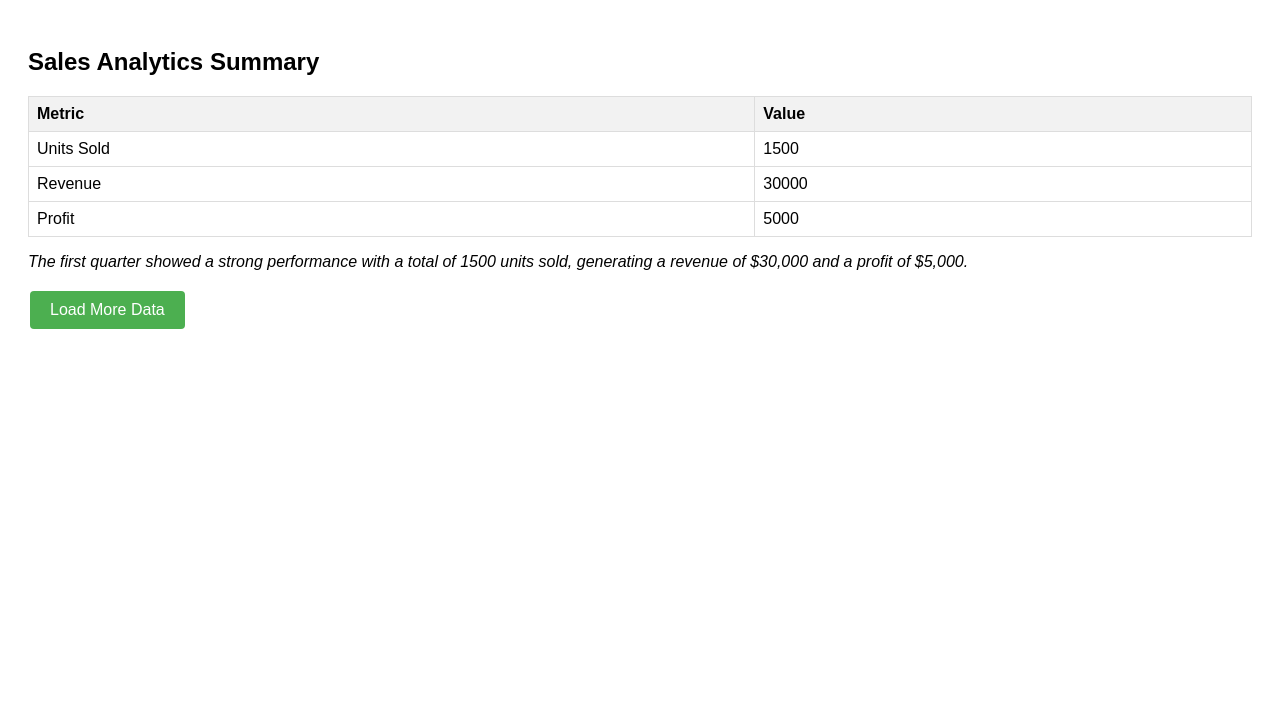 Sales Analytics Summary
Metric Value
Units Sold 1500
Revenue 30000
Profit 5000
The first quarter showed a strong performance with a total of 1500 units sold, generating a revenue of $30,000 and a profit of $5,000.
Load More Data